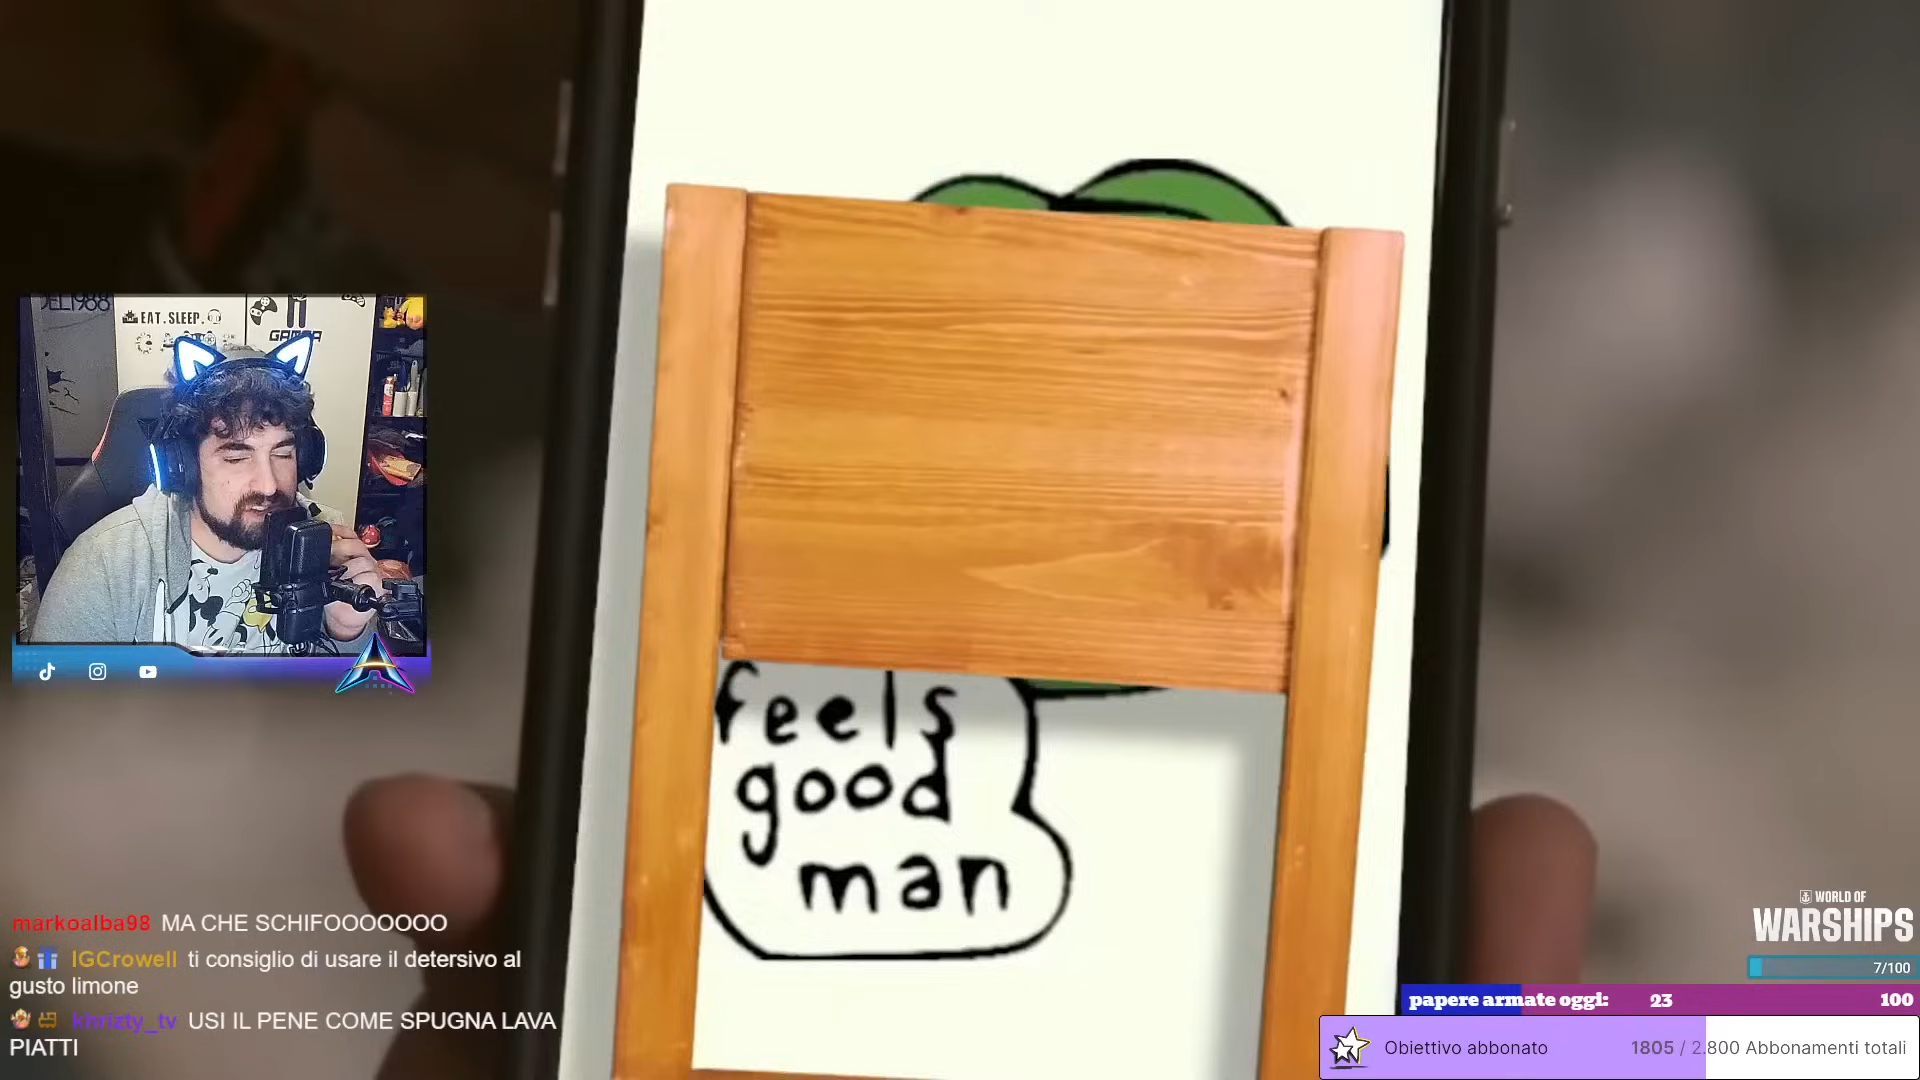 DEL1988
EAT.SLEEP.
GAMER
feels
good
man
markoalba98 MA CHE SCHIFOOOOOOO
IGCrowell ti consiglio di usare il detersivo al
gusto limone
khrizty_tv USI IL PENE COME SPUGNA LAVA
PIATTI
WORLD OF
WARSHIPS
7/100
papere armate oggi: 23 100
Obiettivo abbonato 1805 / 2.800 Abbonamenti totali